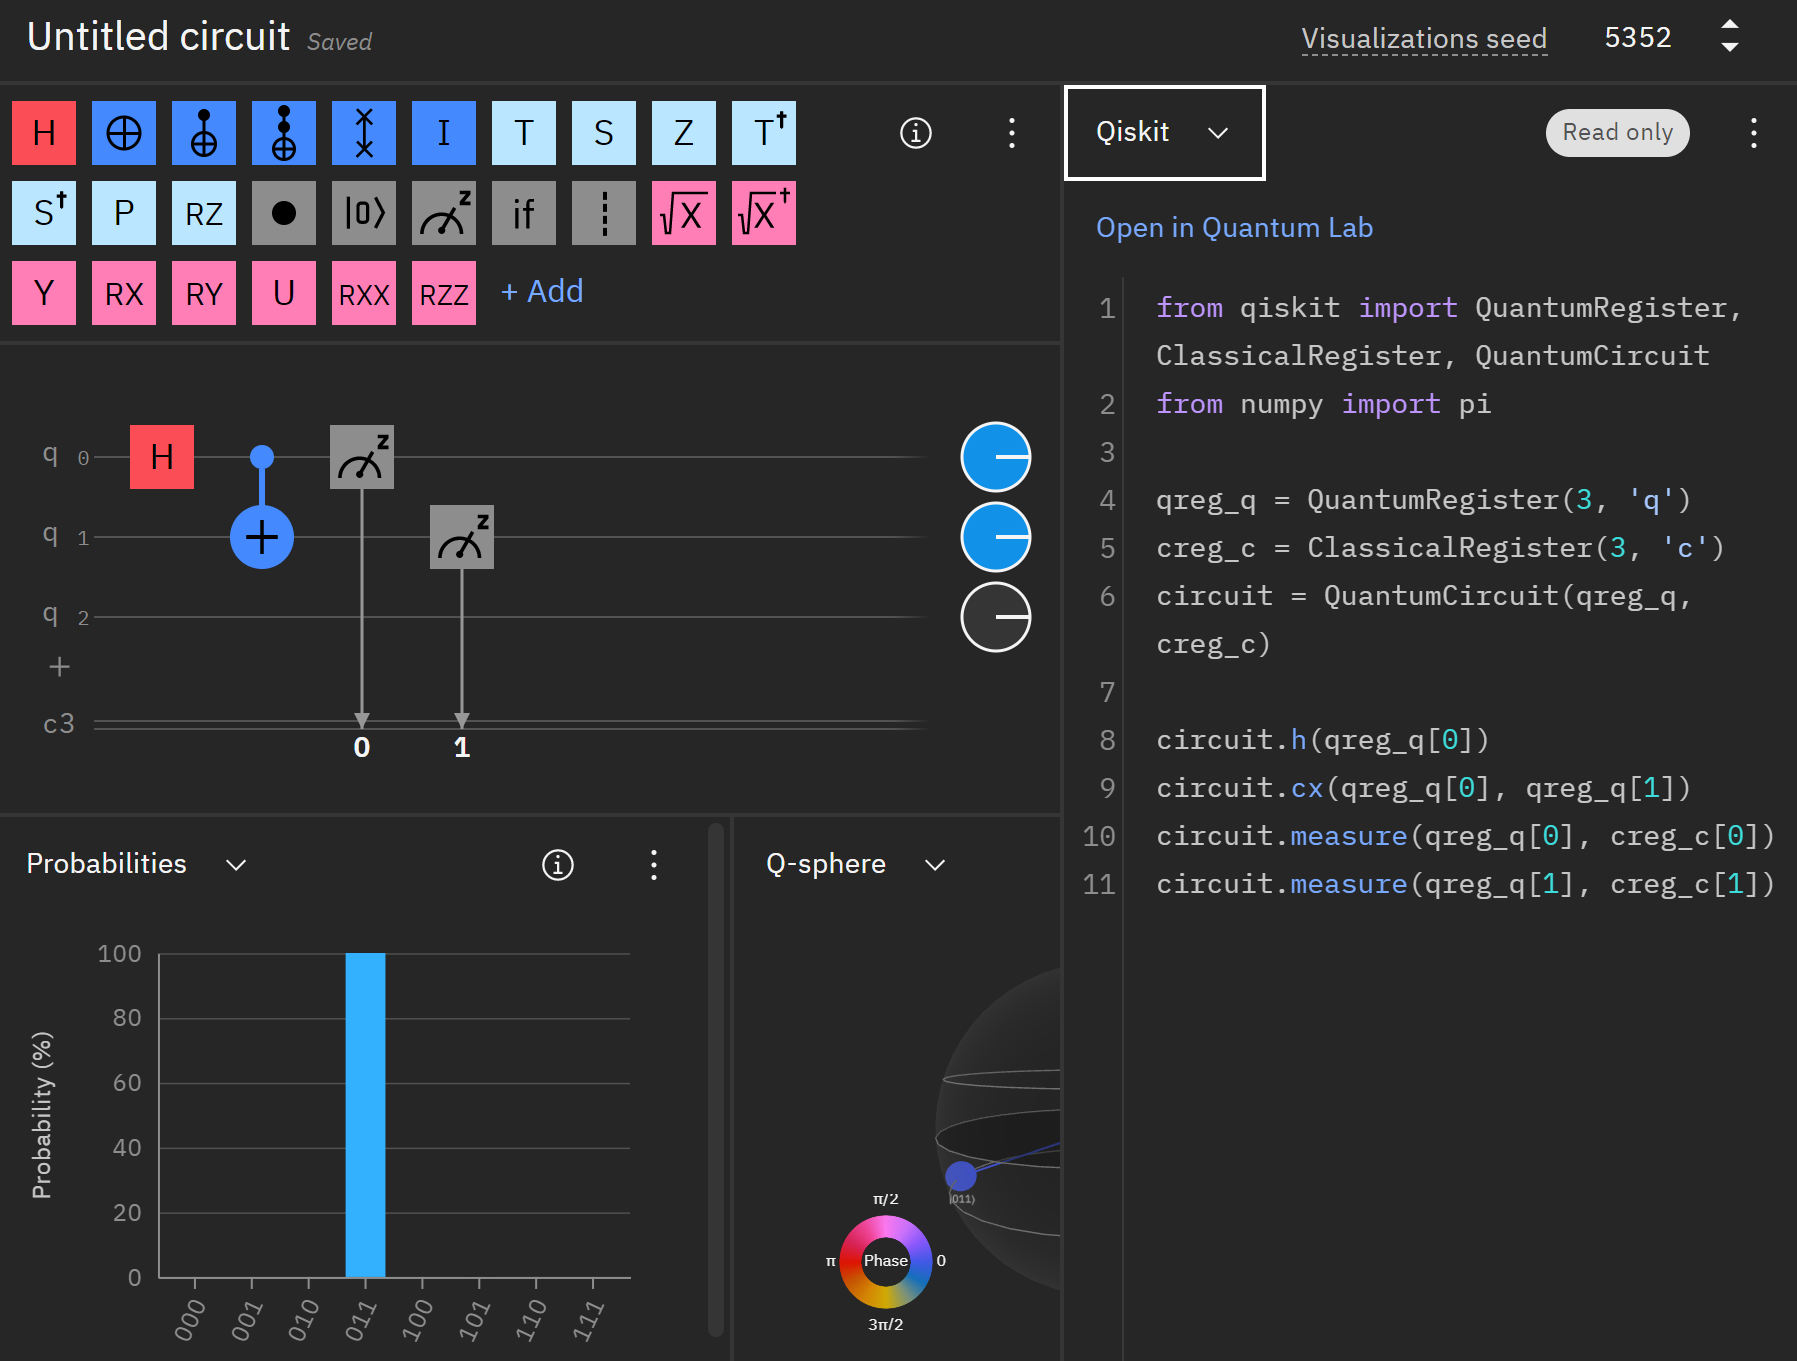 Untitled circuit Saved
Visualizations seed 5352
H I T S Z T†
S† P RZ |0⟩ z if √X √X†
Y RX RY U RXX RZZ + Add
q 0 H z
q 1 + z
q 2
+
c3
0 1
Probabilities
Probability (%)
100
80
60
40
20
0
000 001 010 011 100 101 110 111
Q-sphere
|011⟩
π/2
π Phase 0
3π/2
Qiskit Read only
Open in Quantum Lab
1 from qiskit import QuantumRegister,
ClassicalRegister, QuantumCircuit
2 from numpy import pi
3
4 qreg_q = QuantumRegister(3, 'q')
5 creg_c = ClassicalRegister(3, 'c')
6 circuit = QuantumCircuit(qreg_q,
creg_c)
7
8 circuit.h(qreg_q[0])
9 circuit.cx(qreg_q[0], qreg_q[1])
10 circuit.measure(qreg_q[0], creg_c[0])
11 circuit.measure(qreg_q[1], creg_c[1])